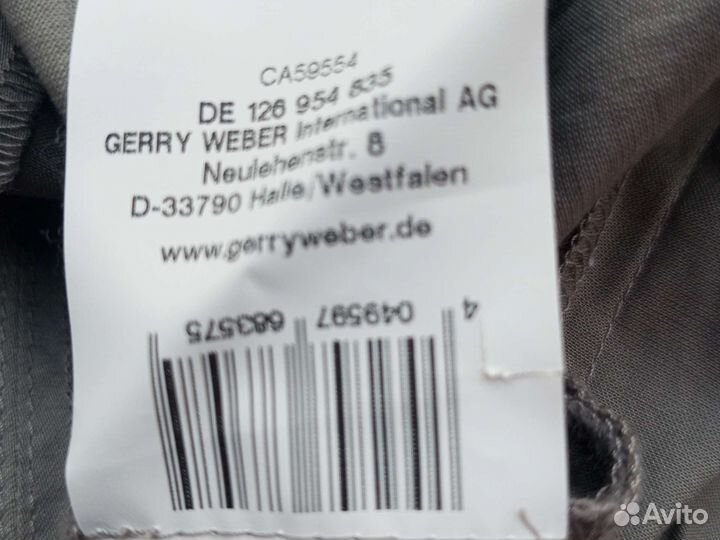 CA59554
DE 126 954 835
GERRY WEBER International AG
Neulehenstr. 8
D-33790 Halle/Westfalen
www.gerryweber.de
4 049597 683575
Avito